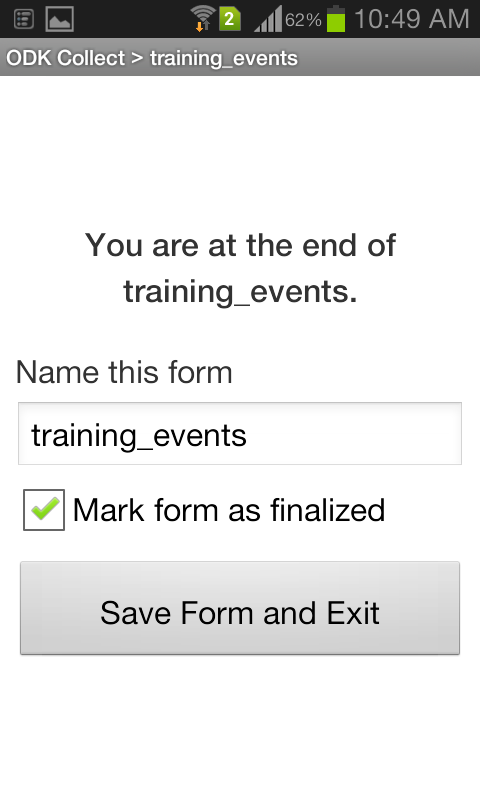 2 62% 10:49 AM
ODK Collect > training_events
You are at the end of
training_events.
Name this form
training_events
Mark form as finalized
Save Form and Exit